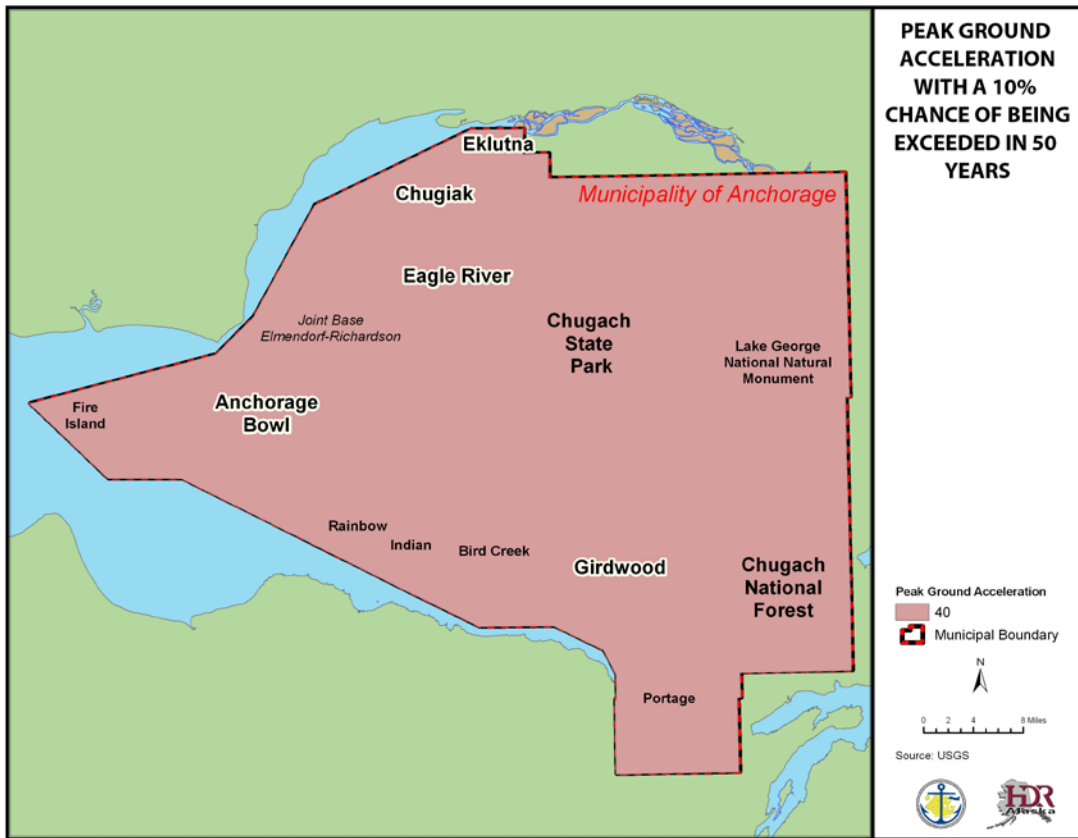 PEAK GROUND
ACCELERATION
WITH A 10%
CHANCE OF BEING
EXCEEDED IN 50
YEARS
Eklutna
Chugiak
Municipality of Anchorage
Eagle River
Joint Base
Elmendorf-Richardson
Chugach
State
Park
Lake George
National Natural
Monument
Fire
Island
Anchorage
Bowl
Rainbow
Indian
Bird Creek
Girdwood
Chugach
National
Forest
Portage
Peak Ground Acceleration
40
Municipal Boundary
N
0 2 4 8 Miles
Source: USGS
HDR
Alaska